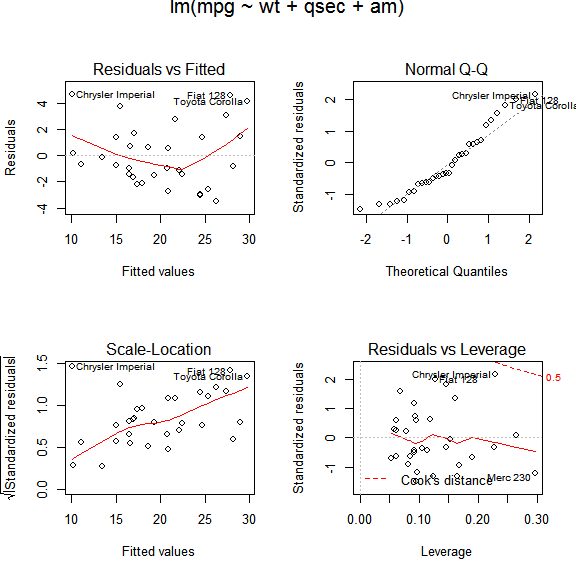 lm(mpg ~ wt + qsec + am)
Residuals vs Fitted
Chrysler Imperial
Fiat 128
Toyota Corolla
Residuals
-4 -2 0 2 4
10 15 20 25 30
Fitted values
Normal Q-Q
Chrysler Imperial
Fiat 128
Toyota Corolla
Standardized residuals
-1 0 1 2
-2 -1 0 1 2
Theoretical Quantiles
Scale-Location
Chrysler Imperial
Fiat 128
Toyota Corolla
√|Standardized residuals|
0.0 0.5 1.0 1.5
10 15 20 25 30
Fitted values
Residuals vs Leverage
Chrysler Imperial
Fiat 128
0.5
Merc 230
Cook's distance
Standardized residuals
-1 0 1 2
0.00 0.10 0.20 0.30
Leverage